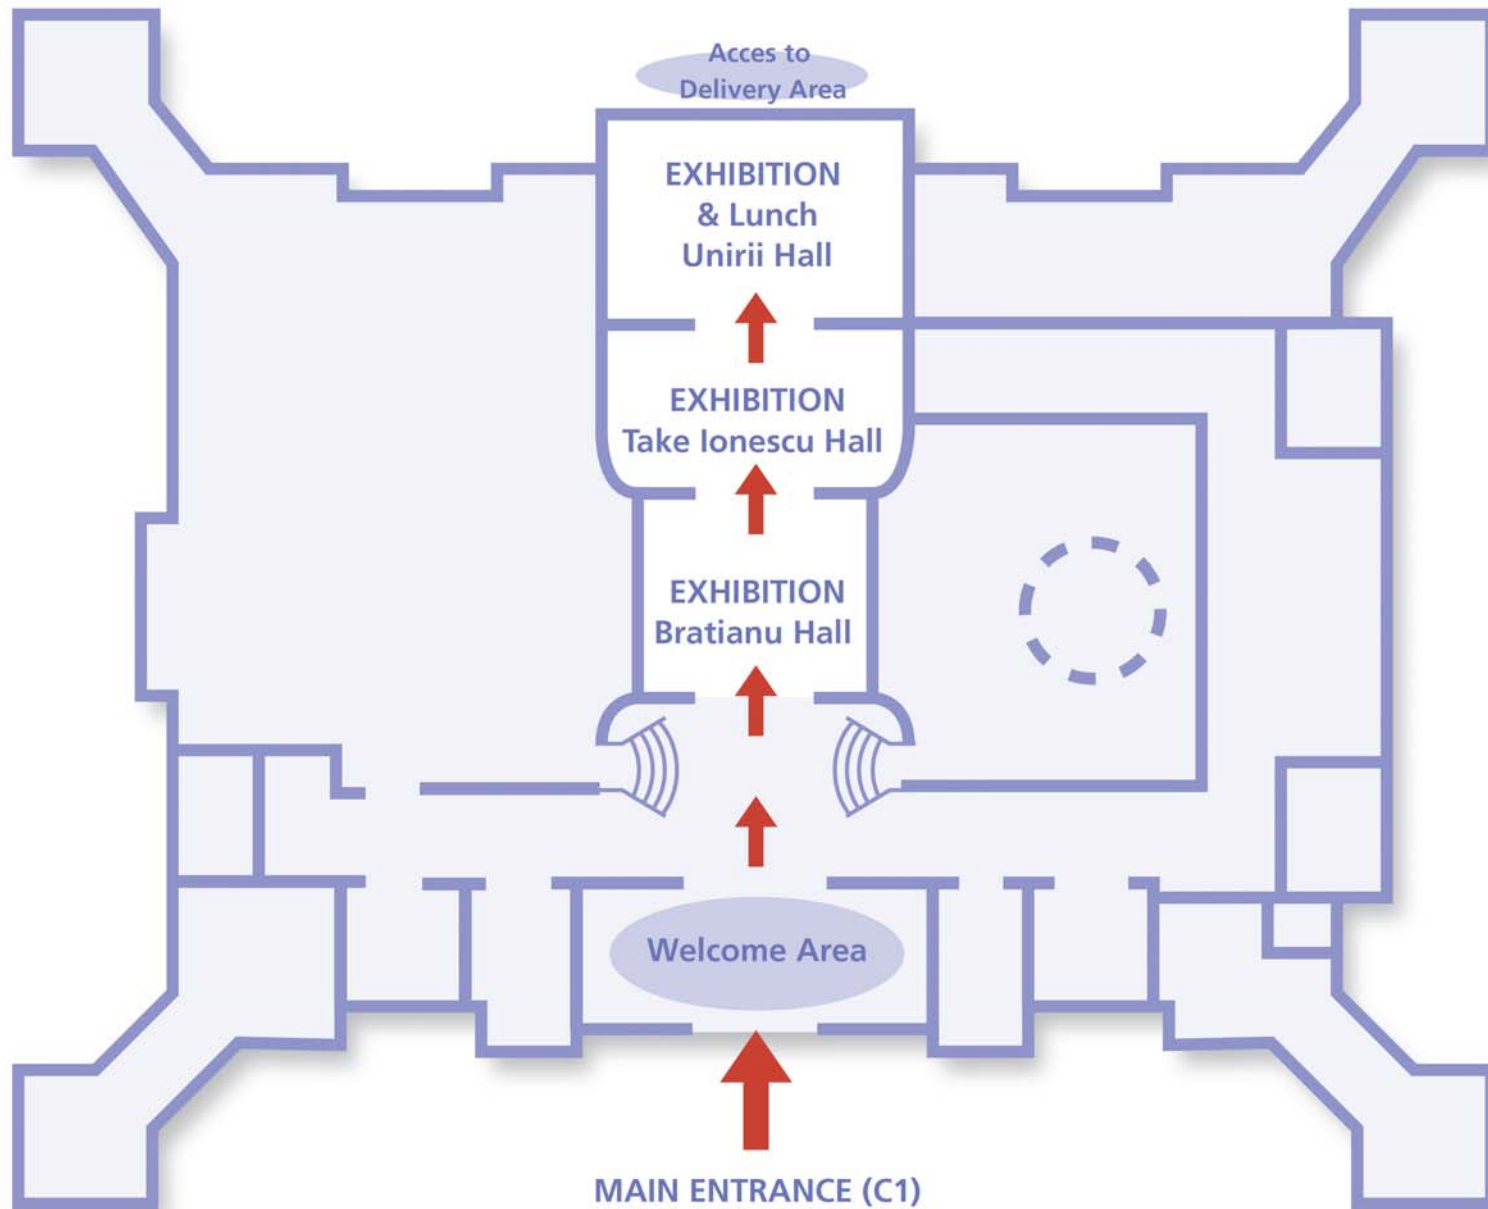 Acces to
Delivery Area
EXHIBITION
& Lunch
Unirii Hall
EXHIBITION
Take Ionescu Hall
EXHIBITION
Bratianu Hall
Welcome Area
MAIN ENTRANCE (C1)